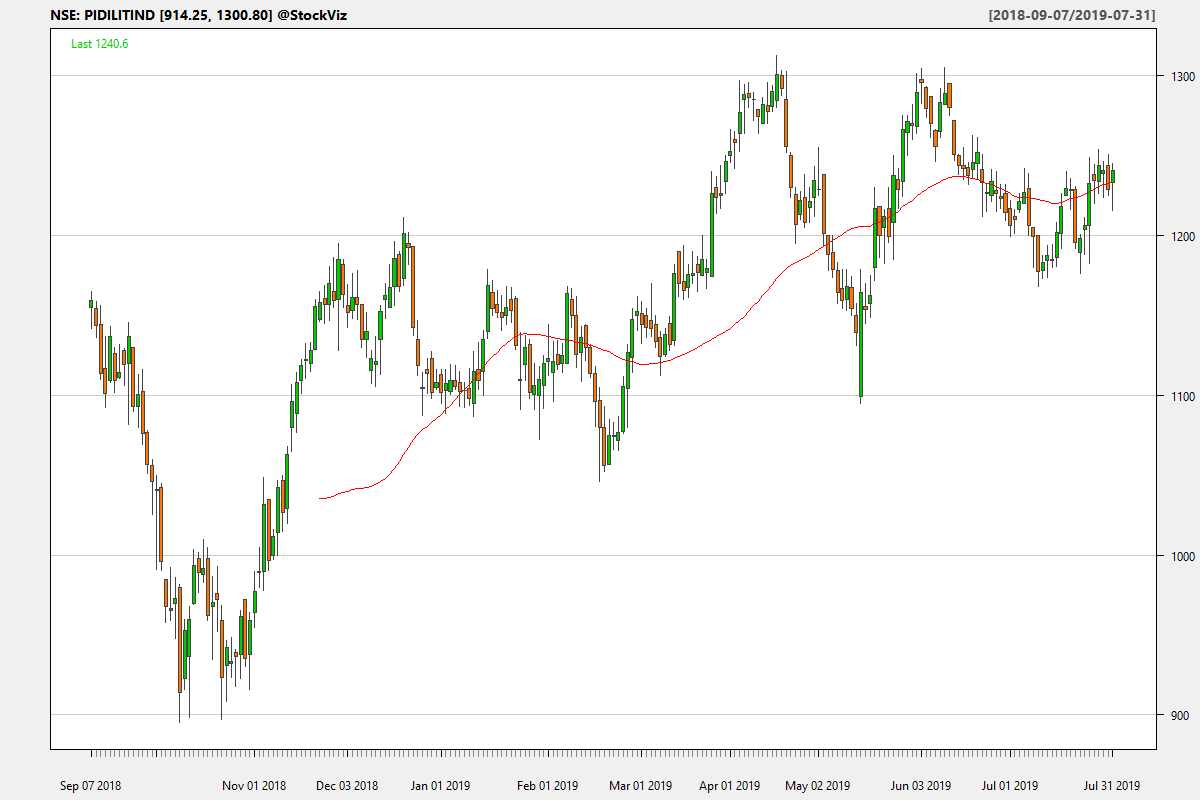 NSE: PIDILITIND [914.25, 1300.80] @StockViz [2018-09-07/2019-07-31]
Last 1240.6
1300
1200
1100
1000
900
Sep 07 2018 Nov 01 2018 Dec 03 2018 Jan 01 2019 Feb 01 2019 Mar 01 2019 Apr 01 2019 May 02 2019 Jun 03 2019 Jul 01 2019 Jul 31 2019